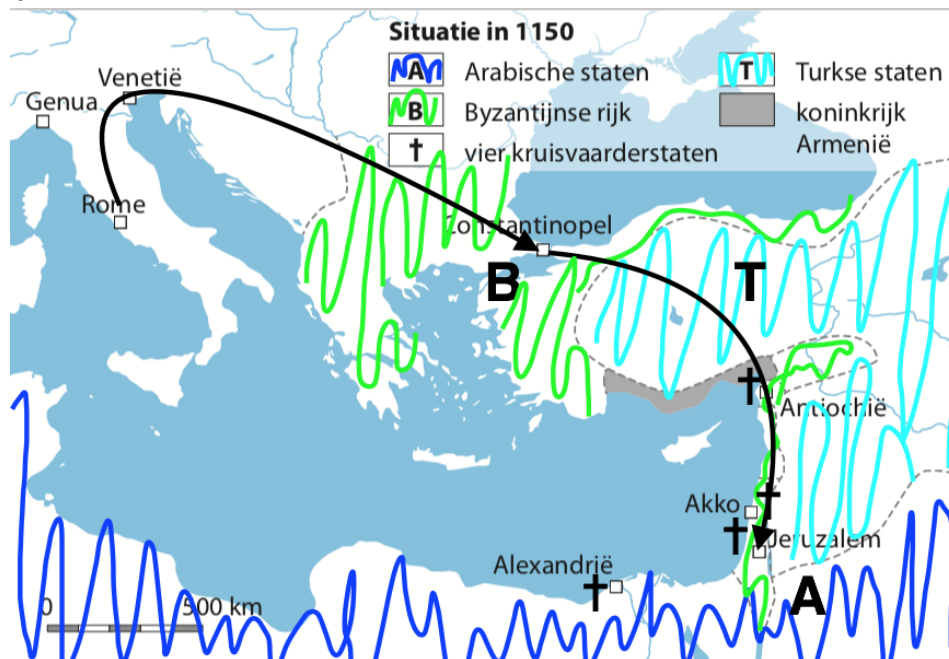 Situatie in 1150
A Arabische staten
T Turkse staten
B Byzantijnse rijk
koninkrijk
Armenië
vier kruisvaarderstaten
Venetië
Genua
Rome
Constantinopel
B
T
Antiochië
Akko
Jeruzalem
Alexandrië
A
0 500 km